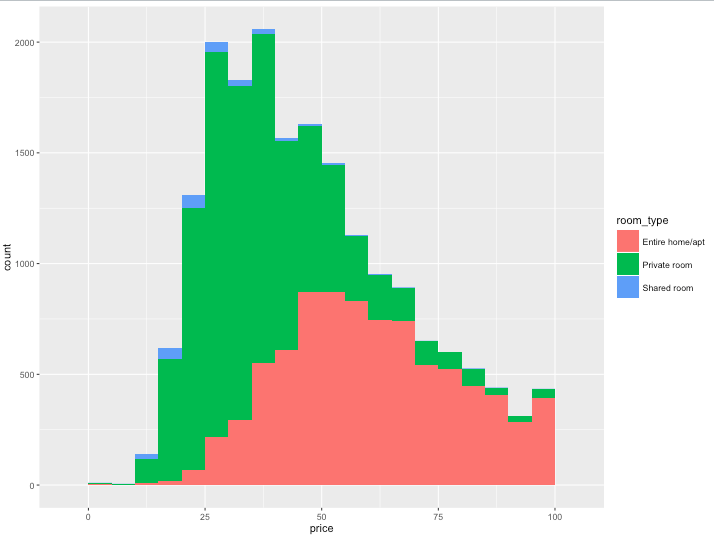 2000
1500
1000
500
0
count
0 25 50 75 100
price
room_type
Entire home/apt
Private room
Shared room